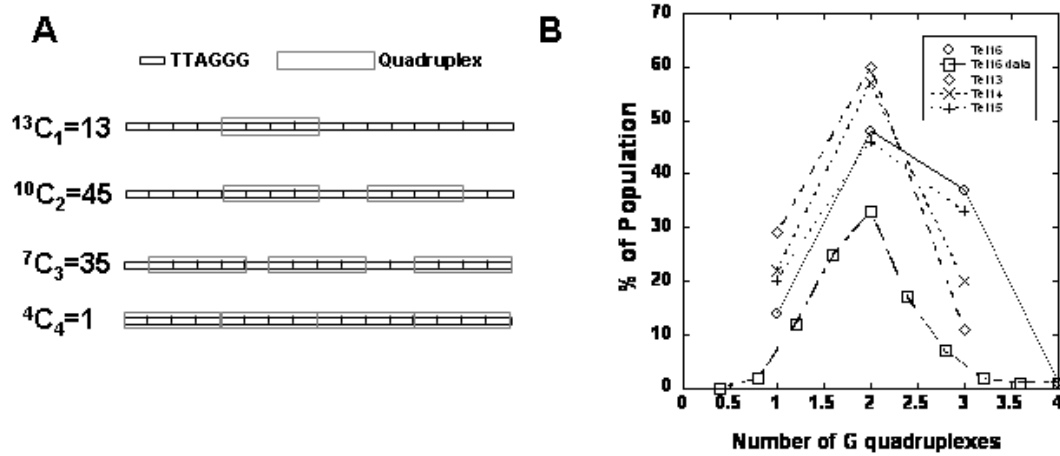 A
TTAGGG Quadruplex
¹³C₁=13
¹⁰C₂=45
⁷C₃=35
⁴C₄=1
B
70
60
50
40
30
20
10
0
% of Population
Tel16
Tel16 data
Tel13
Tel14
Tel15
0 0.5 1 1.5 2 2.5 3 3.5 4
Number of G quadruplexes